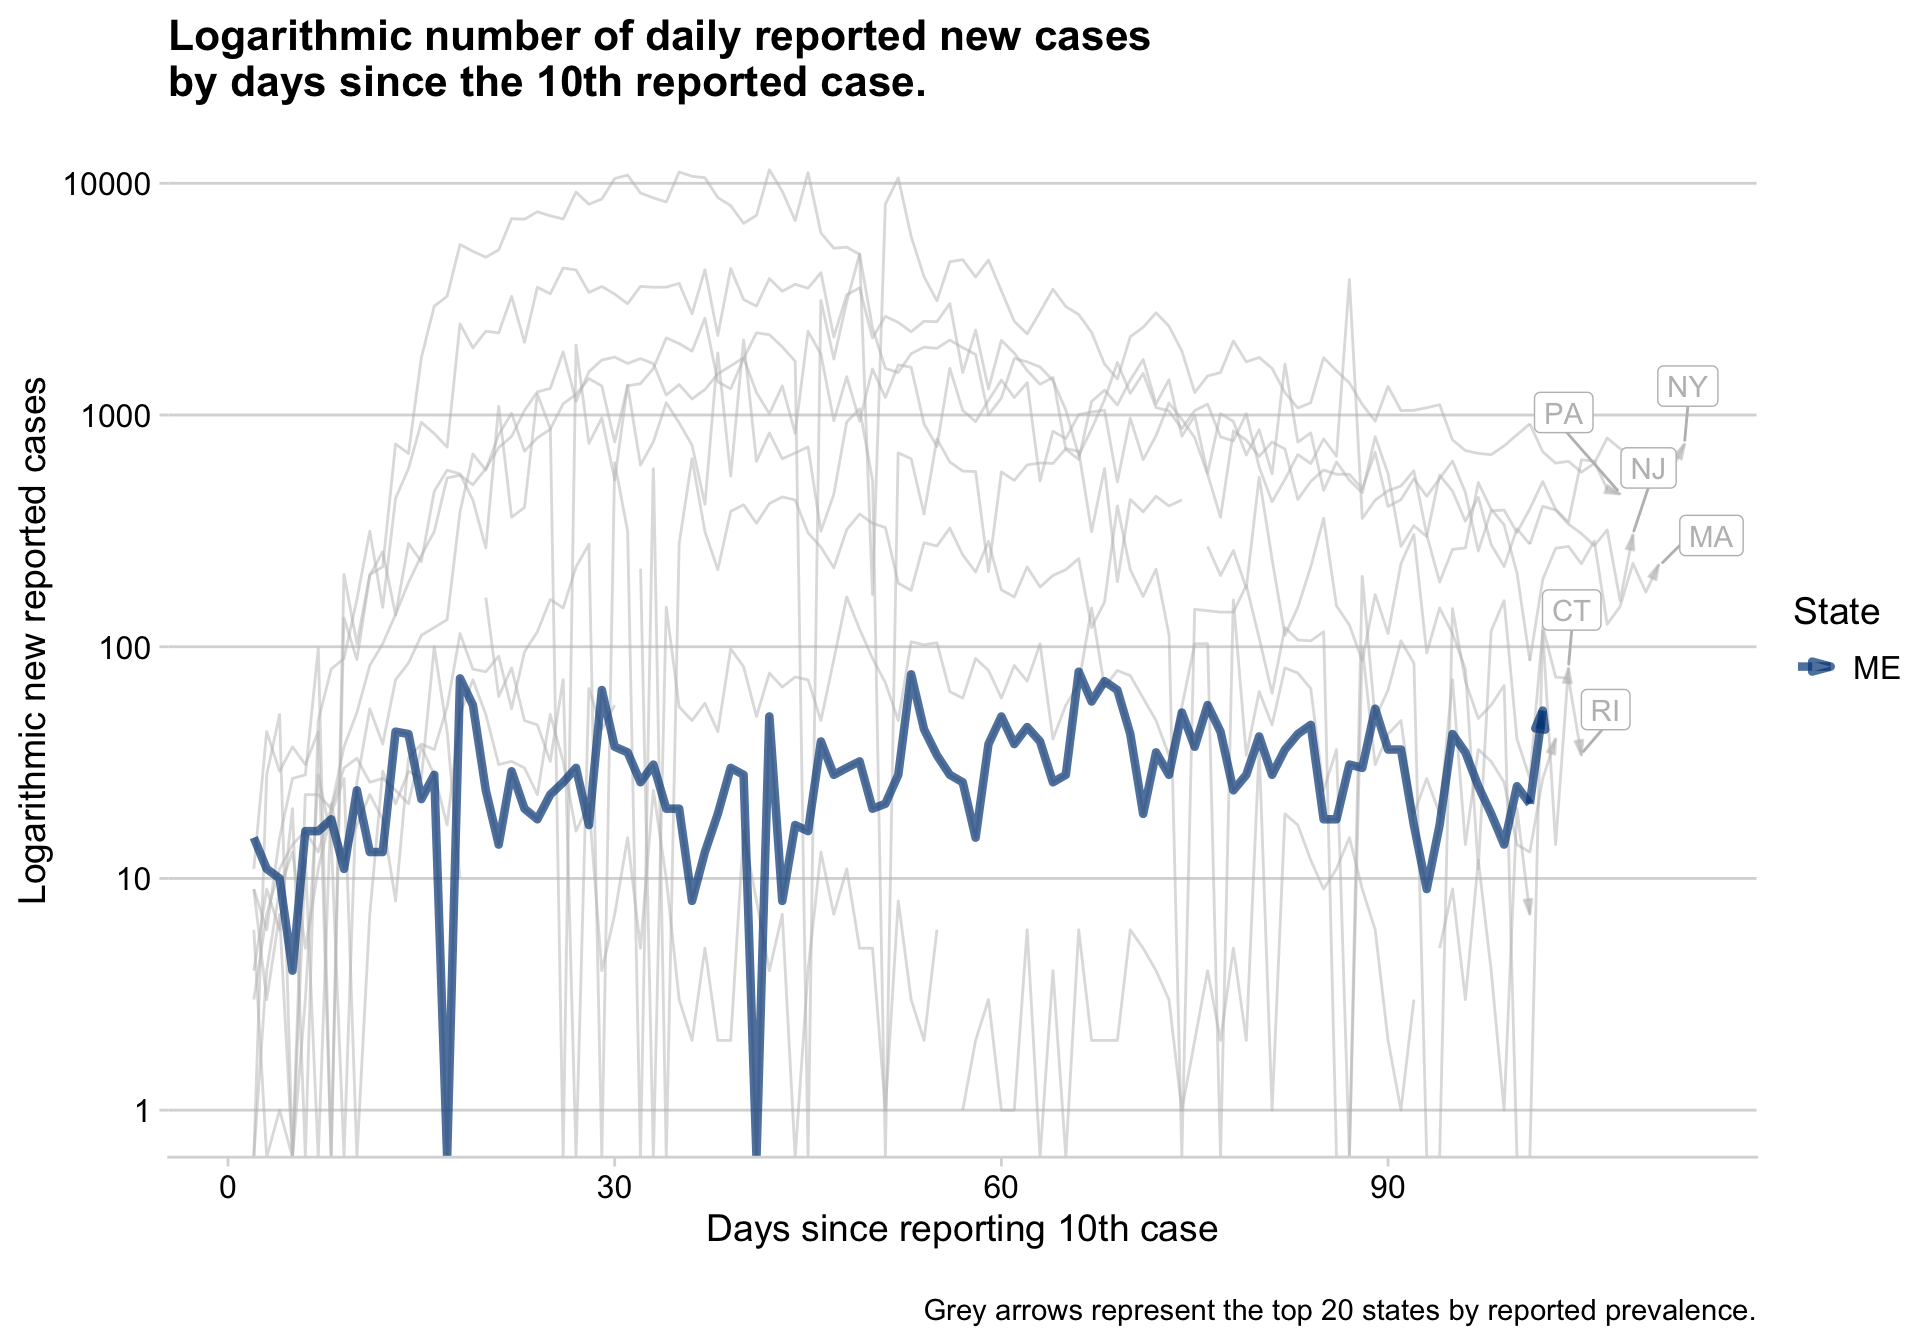 Logarithmic number of daily reported new cases
by days since the 10th reported case.
Logarithmic new reported cases
10000
1000
100
10
1
NY
PA
NJ
MA
CT
RI
State
ME
0
30
60
90
Days since reporting 10th case
Grey arrows represent the top 20 states by reported prevalence.